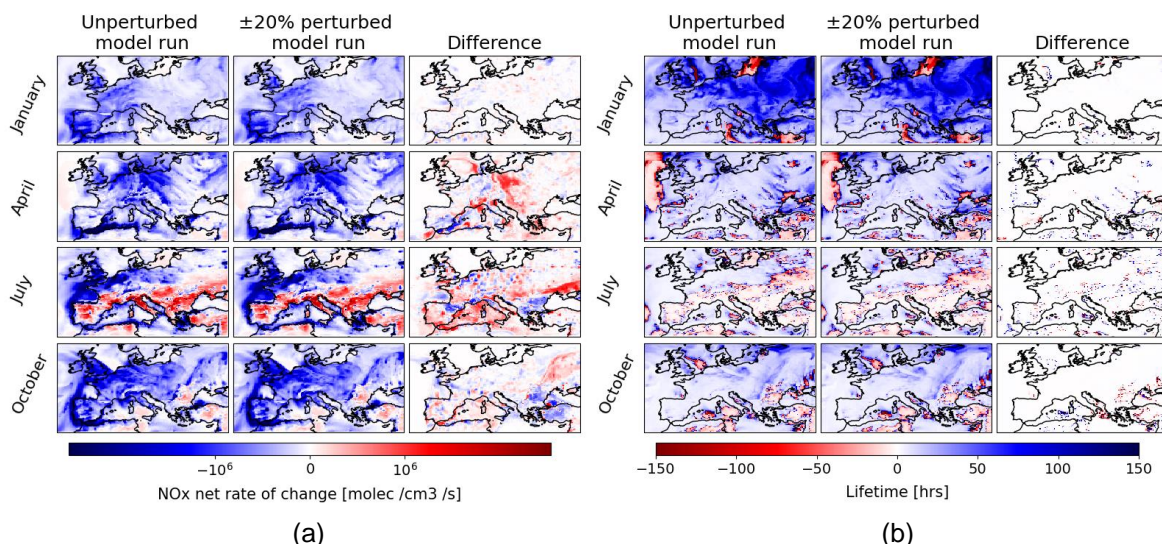 Unperturbed
model run
±20% perturbed
model run
Difference
January
April
July
October
−10⁶
0
10⁶
NOx net rate of change [molec /cm3 /s]
(a)
Unperturbed
model run
±20% perturbed
model run
Difference
January
April
July
October
−150
−100
−50
0
50
100
150
Lifetime [hrs]
(b)